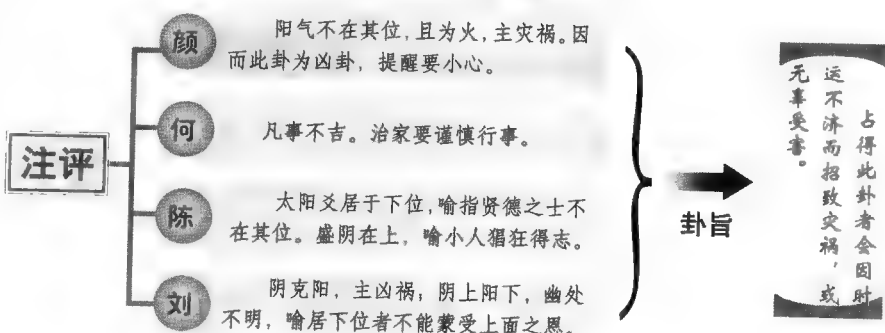 注评
颜
阳气不在其位，且为火，主灾祸。因
而此卦为凶卦，提醒要小心。
何
凡事不吉。治家要谨慎行事。
陈
太阳爻居于下位，喻指贤德之士不
在其位。盛阴在上，喻小人猖狂得志。
刘
阴克阳，主凶祸；阴上阳下，幽处
不明，喻居下位者不能蒙受上面之恩。
卦旨
占得此卦者会因时
运不济而招致灾祸，或
无辜受害。